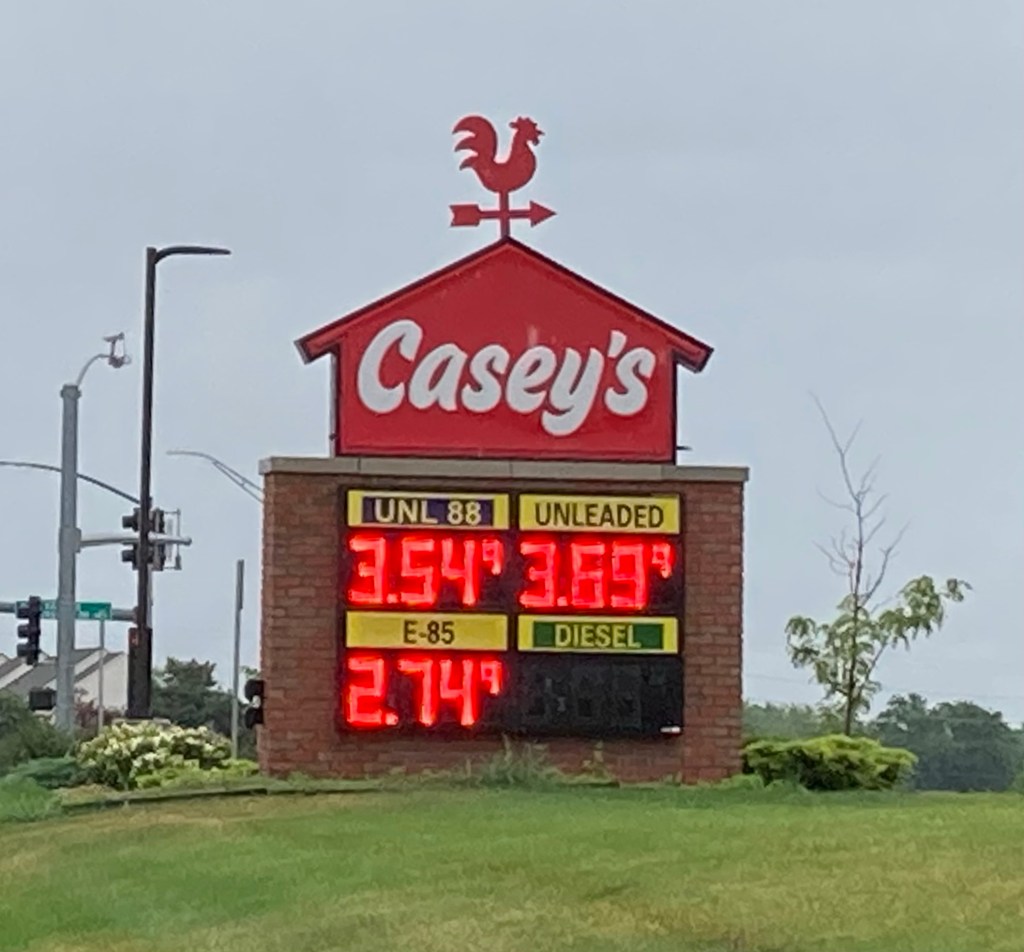 Casey's
UNL 88 UNLEADED
3.54⁹ 3.69⁹
E-85 DIESEL
2.74⁹